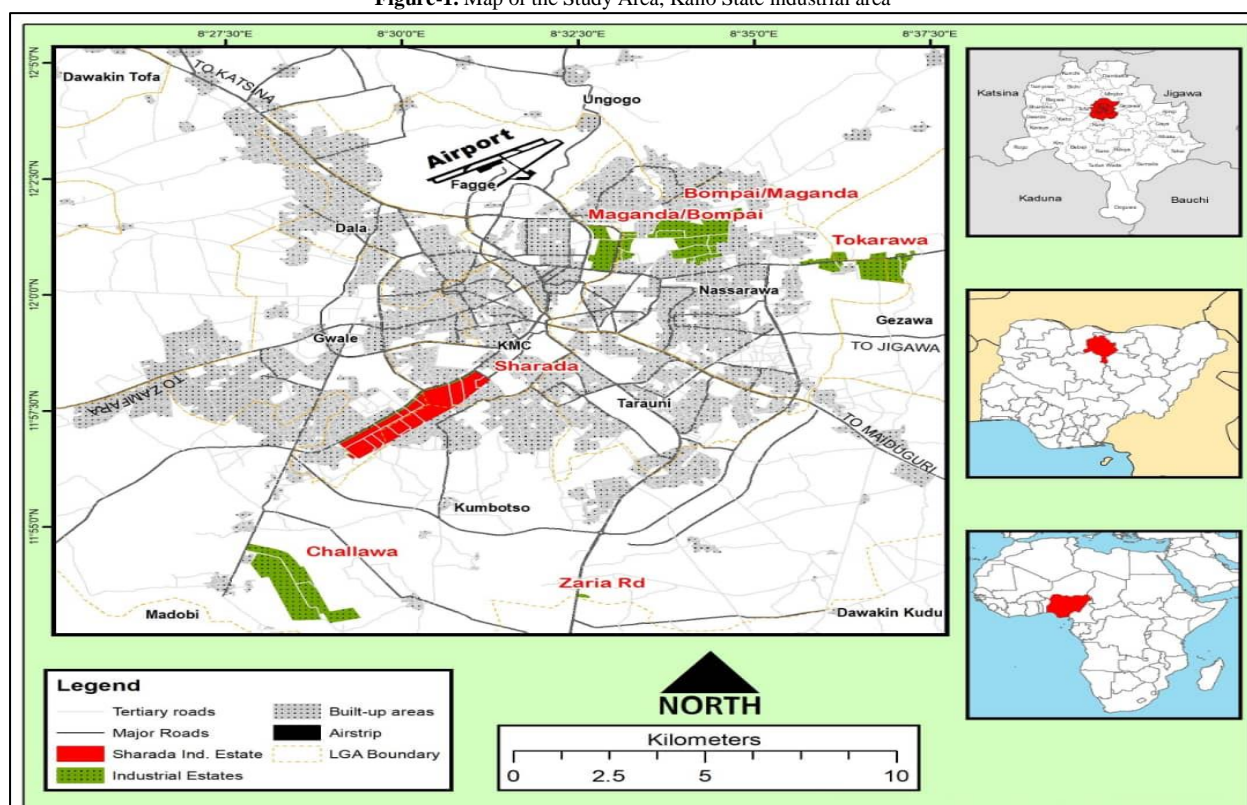 Figure-1. Map of the Study Area, Kano State industrial area
8°27'30"E
8°30'0"E
8°32'30"E
8°35'0"E
8°37'30"E
12°5'0"N
12°2'30"N
12°0'0"N
11°57'30"N
11°55'0"N
Dawakin Tofa
TO KATSINA
Ungogo
Airport
Fagge
Bompai/Maganda
Maganda/Bompai
Dala
Tokarawa
Nassarawa
Gezawa
Gwale
KMC
TO JIGAWA
Sharada
TO ZAMFARA
Tarauni
TO MAIDUGURI
Kumbotso
Challawa
Zaria Rd
Madobi
Dawakin Kudu
Katsina
Jigawa
Kaduna
Bauchi
Legend
Tertiary roads
Major Roads
Sharada Ind. Estate
Industrial Estates
Built-up areas
Airstrip
LGA Boundary
NORTH
Kilometers
0 2.5 5 10